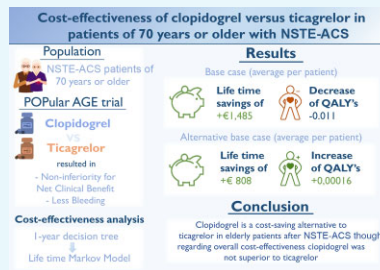 Cost-effectiveness of clopidogrel versus ticagrelor in
patients of 70 years or older with NSTE-ACS
Population
NSTE-ACS patients of
70 years or older
POPular AGE trial
Clopidogrel
VS
Ticagrelor
resulted in
- Non-inferiority for
Net Clinical Benefit
- Less Bleeding
Cost-effectiveness analysis
1-year decision tree
Life time Markov Model
Results
Base case (average per patient)
Life time
savings of
+€1,485
Decrease
of QALY's
-0.011
Alternative base case (average per patient)
Life time
savings of
+€ 808
Increase
of QALY's
+0,00016
Conclusion
Clopidogrel is a cost-saving alternative to
ticagrelor in elderly patients after NSTE-ACS though
regarding overall cost-effectiveness clopidogrel was
not superior to ticagrelor